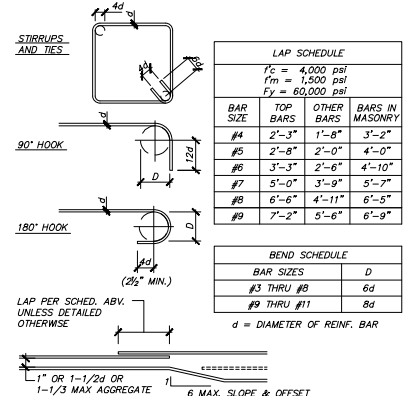 4d
STIRRUPS
AND TIES
d
6d
d
90° HOOK
d
12d
D
180° HOOK
d
D
4d
(2½" MIN.)
LAP PER SCHED. ABV.
UNLESS DETAILED
OTHERWISE
1" OR 1-1/2d OR
1-1/3 MAX AGGREGATE
1
6 MAX. SLOPE & OFFSET
LAP SCHEDULE
f'c = 4,000 psi
f'm = 1,500 psi
Fy = 60,000 psi
BAR SIZE TOP BARS OTHER BARS BARS IN MASONRY
#4 2'-3" 1'-8" 3'-2"
#5 2'-8" 2'-0" 4'-0"
#6 3'-3" 2'-6" 4'-10"
#7 5'-0" 3'-9" 5'-7"
#8 6'-6" 4'-11" 6'-5"
#9 7'-2" 5'-6" 6'-9"
BEND SCHEDULE
BAR SIZES D
#3 THRU #8 6d
#9 THRU #11 8d
d = DIAMETER OF REINF. BAR